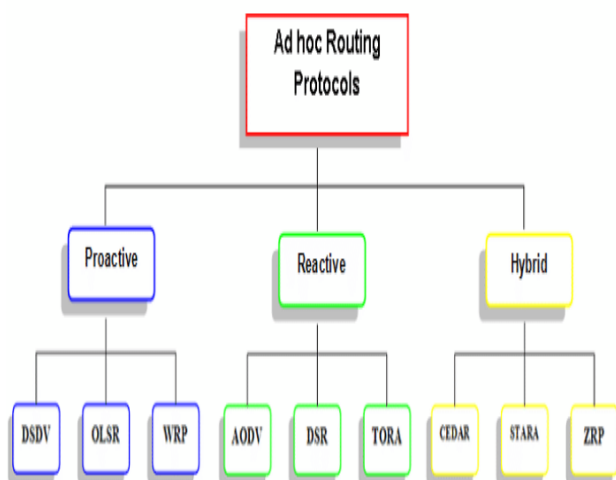 Ad hoc Routing
Protocols
Proactive
Reactive
Hybrid
DSDV
OLSR
WRP
AODV
DSR
TORA
CEDAR
STARA
ZRP